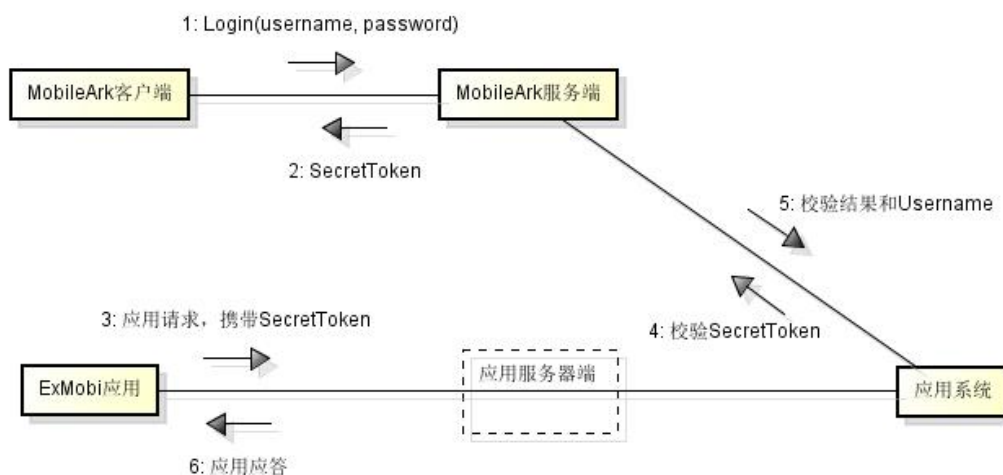 1: Login(username, password)
MobileArk客户端
MobileArk服务端
2: SecretToken
5: 校验结果和Username
3: 应用请求，携带SecretToken
4: 校验SecretToken
ExMobi应用
应用服务器端
应用系统
6: 应用应答